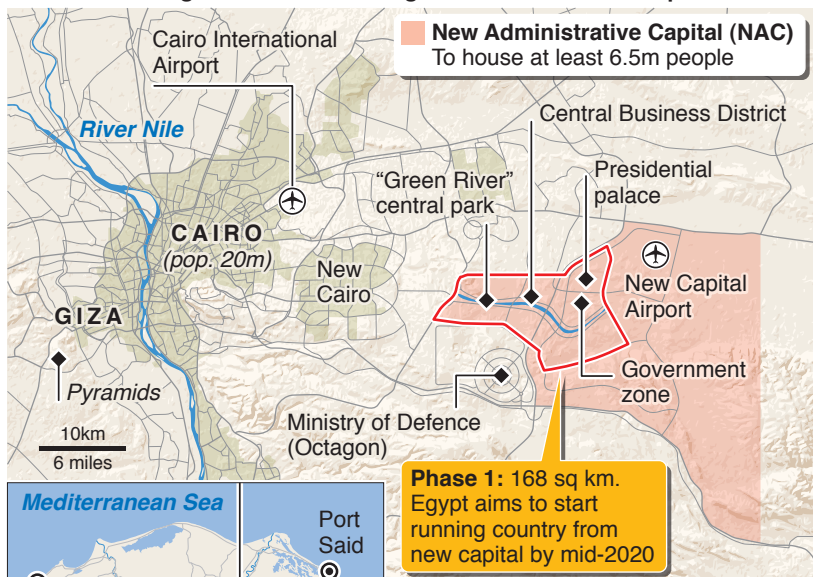 New Administrative Capital (NAC)
To house at least 6.5m people
Cairo International
Airport
River Nile
Central Business District
"Green River"
central park
Presidential
palace
CAIRO
(pop. 20m)
New
Cairo
New Capital
Airport
GIZA
Pyramids
Government
zone
Ministry of Defence
(Octagon)
10km
6 miles
Phase 1: 168 sq km.
Egypt aims to start
running country from
new capital by mid-2020
Mediterranean Sea
Port
Said